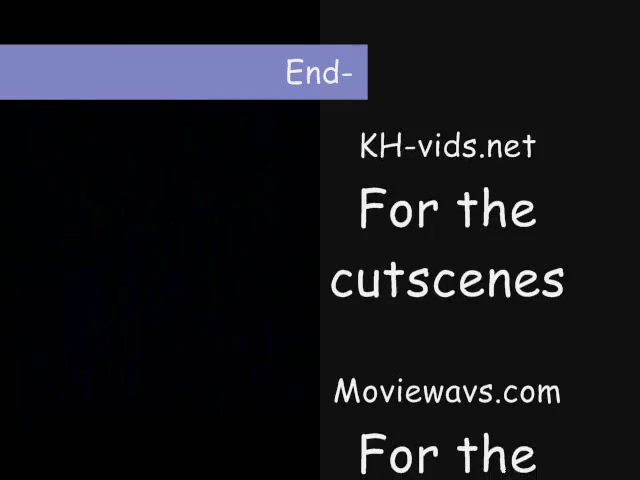 End-
KH-vids.net
For the
cutscenes
Moviewavs.com
For the